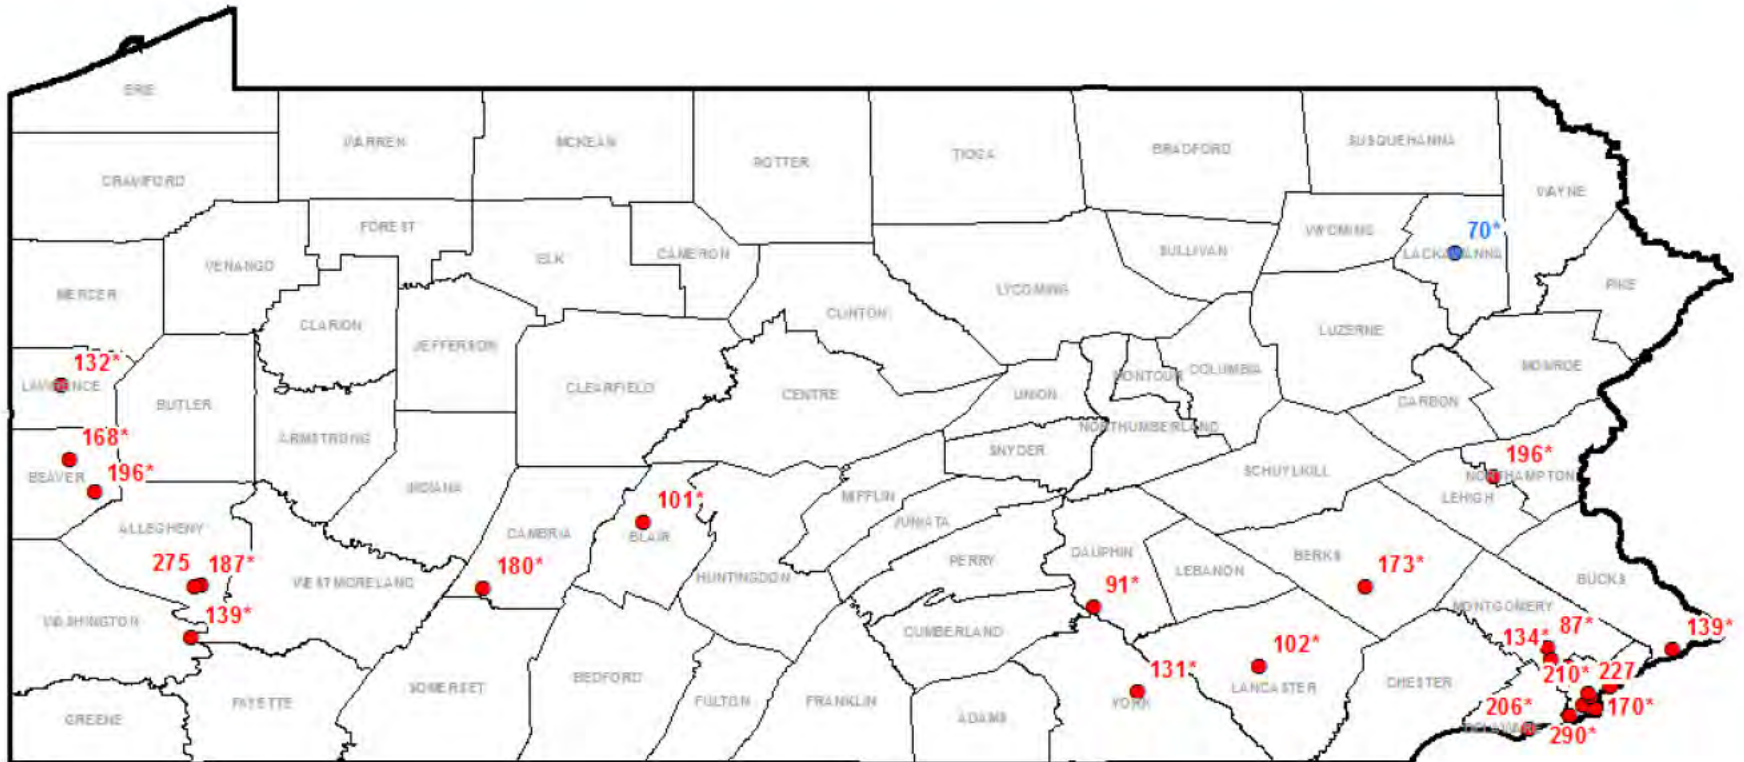 ERIE
WARREN
MCKEAN
POTTER
TIOGA
BRADFORD
SUSQUEHANNA
CRAWFORD
WAYNE
FOREST
WYOMING
70*
VENANGO
ELK
CAMERON
SULLIVAN
LACKAWANNA
MERCER
LYCOMING
PIKE
CLARION
CLINTON
LUZERNE
JEFFERSON
132*
LAWRENCE
CLEARFIELD
CENTRE
UNION
MONTOUR
COLUMBIA
MONROE
BUTLER
CARBON
168*
ARMSTRONG
SNYDER
NORTHUMBERLAND
BEAVER
196*
INDIANA
SCHUYLKILL
196*
NORTHAMPTON
101*
MIFFLIN
LEHIGH
ALLEGHENY
CAMBRIA
BLAIR
JUNIATA
275
187*
180*
PERRY
DAUPHIN
BERKS
WESTMORELAND
HUNTINGDON
LEBANON
173*
BUCKS
91*
139*
WASHINGTON
CUMBERLAND
MONTGOMERY
134*
87*
139*
102*
SOMERSET
BEDFORD
131*
LANCASTER
CHESTER
210*
227
GREENE
FAYETTE
FULTON
FRANKLIN
YORK
206*
170*
ADAMS
DELAWARE
290*